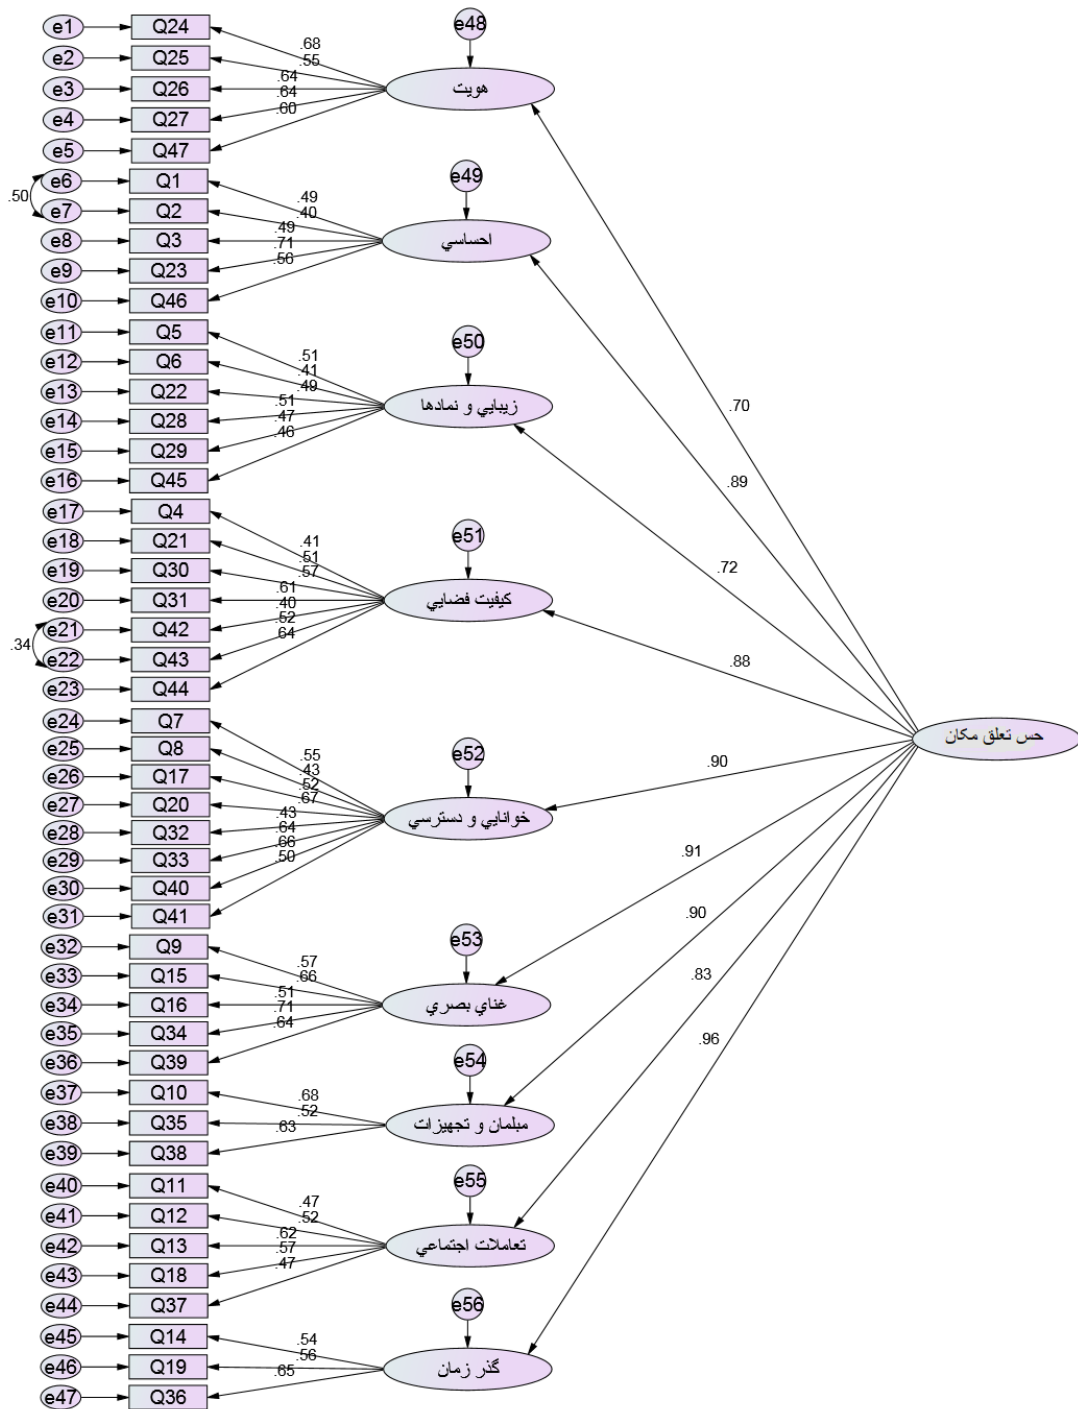 e1 Q24
e2 Q25
e3 Q26
e4 Q27
e5 Q47
.68
.55
.64
.64
.60
e48
هويت
.50
e6 Q1
e7 Q2
e8 Q3
e9 Q23
e10 Q46
.49
.40
.49
.71
.56
e49
احساسي
e11 Q5
e12 Q6
e13 Q22
e14 Q28
e15 Q29
e16 Q45
.51
.41
.49
.51
.47
.46
e50
زيبايي و نمادها
e17 Q4
e18 Q21
e19 Q30
e20 Q31
e21 Q42
e22 Q43
e23 Q44
.34
.41
.51
.57
.61
.40
.52
.64
e51
كيفيت فضايي
e24 Q7
e25 Q8
e26 Q17
e27 Q20
e28 Q32
e29 Q33
e30 Q40
e31 Q41
.55
.43
.52
.67
.43
.64
.66
.50
e52
خوانايي و دسترسي
e32 Q9
e33 Q15
e34 Q16
e35 Q34
e36 Q39
.57
.66
.51
.71
.64
e53
غناي بصري
e37 Q10
e38 Q35
e39 Q38
.68
.52
.63
e54
مبلمان و تجهيزات
e40 Q11
e41 Q12
e42 Q13
e43 Q18
e44 Q37
.47
.52
.62
.57
.47
e55
تعاملات اجتماعي
e45 Q14
e46 Q19
e47 Q36
.54
.56
.65
e56
گذر زمان
.70
.89
.72
.88
.90
.91
.90
.83
.96
حس تعلق مكان